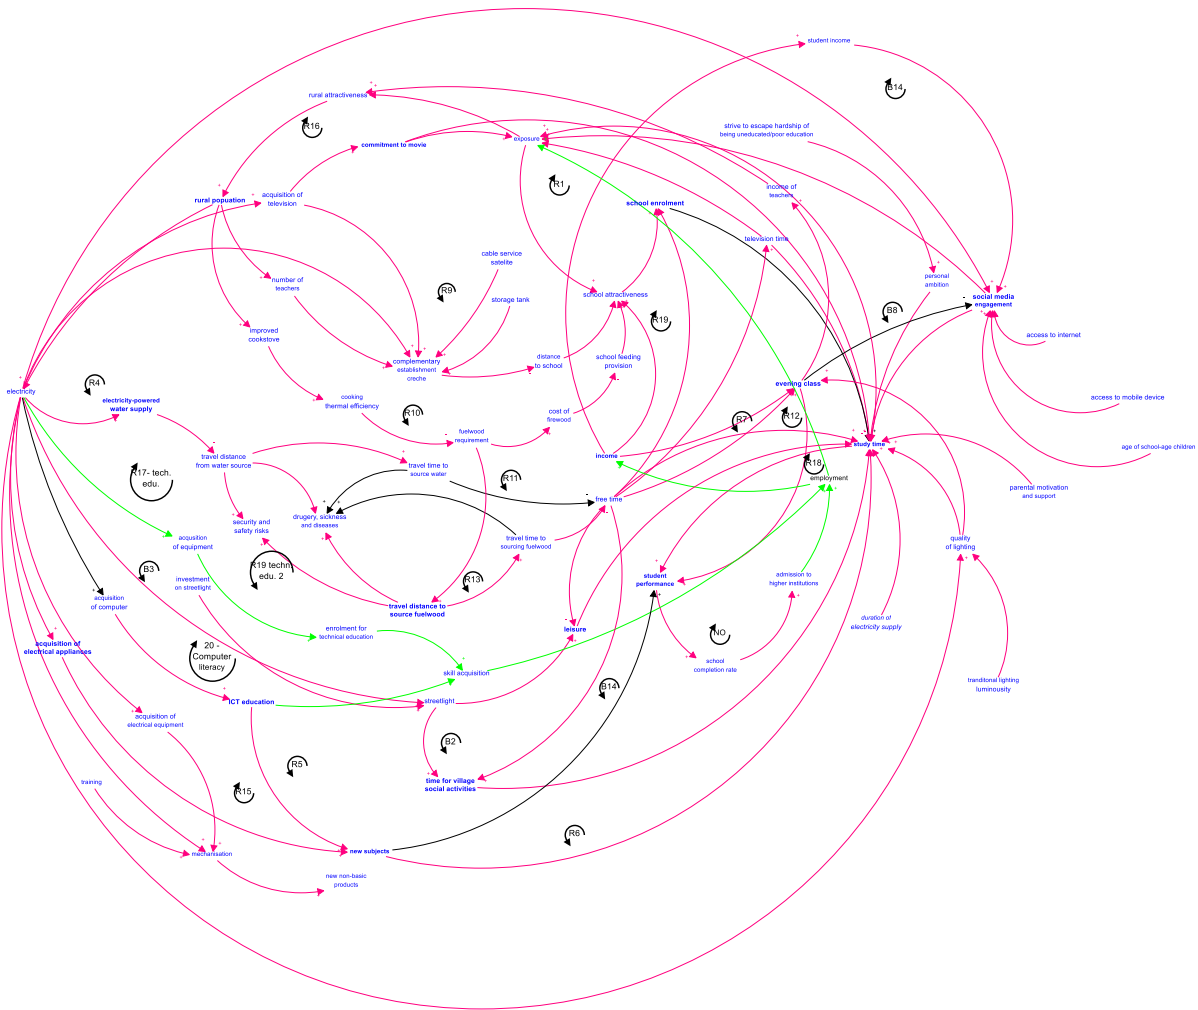 student income
B14
rural attractiveness
R16
strive to escape hardship of
being uneducated/poor education
exposure
commitment to movie
R1
income of
teachers
rural popuation
acquisition of
television
school enrolment
television time
cable service
satelite
number of
teachers
R9
storage tank
school attractiveness
personal
ambition
social media
engagement
B8
R19
improved
cookstove
access to internet
complementary
establishment
creche
distance
to school
school feeding
provision
electricity
R4
evening class
electricity-powered
water supply
cooking
thermal efficiency
R10
cost of
firewood
R7
R12
access to mobile device
fuelwood
requirement
study time
age of school-age children
travel distance
from water source
income
R17- tech.
edu.
travel time to
source water
R11
R18
employment
parental motivation
and support
free time
drugery, sickness
and diseases
security and
safety risks
acqusition
of equipment
travel time to
sourcing fuelwood
quality
of lighting
R19 techn.
edu. 2
B3
investment
on streetlight
R13
student
performance
admission to
higher institutions
acquisition
of computer
travel distance to
source fuelwood
duration of
electricity supply
enrolment for
technical education
leisure
NO
acquisition of
electrical appliances
20 -
Computer
literacy
school
completion rate
skill acquisition
tranditonal lighting
luminousity
B14
ICT education
streetlight
acquisition of
electrical equipment
B2
R5
time for village
social activities
training
R15
R6
mechanisation
new subjects
new non-basic
products